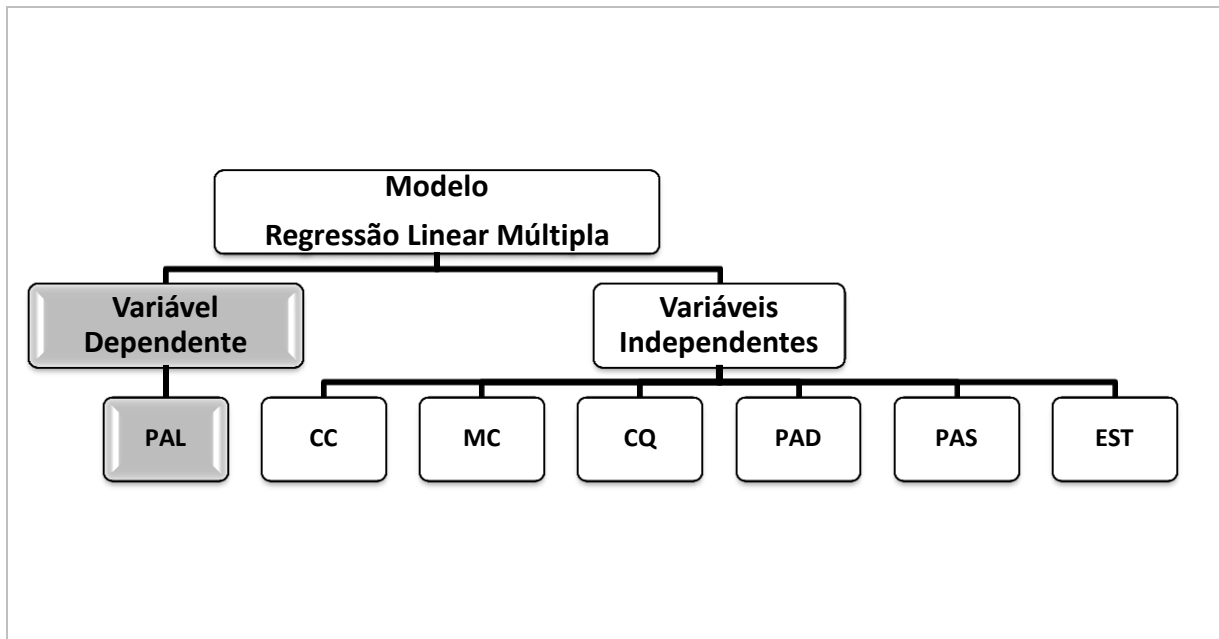 Modelo
Regressão Linear Múltipla
Variável
Dependente
Variáveis
Independentes
PAL
CC
MC
CQ
PAD
PAS
EST